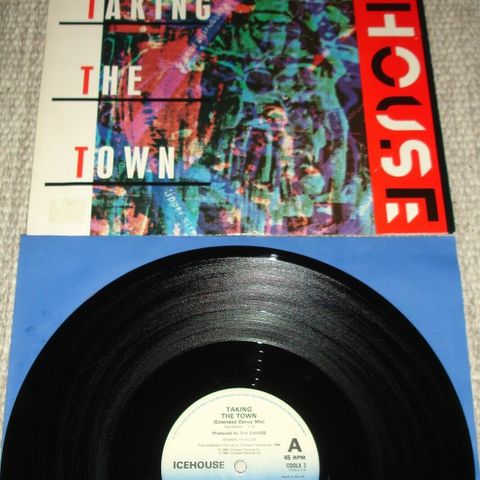 TAKING
THE
TOWN
HOUSE
TAKING
THE TOWN
(Extended Dance Mix)
Produced by IVA DAVIES
A
45 RPM
COOLX 3
ICEHOUSE